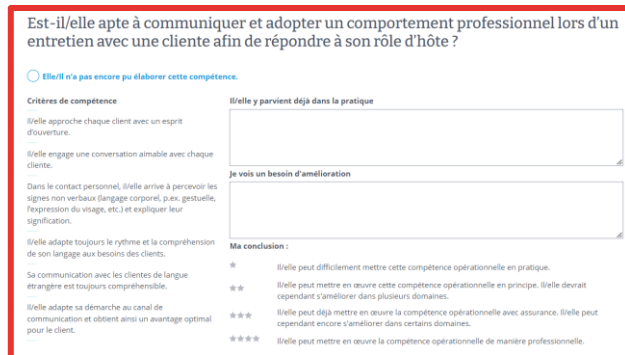 Est-il/elle apte à communiquer et adopter un comportement professionnel lors d'un
entretien avec une cliente afin de répondre à son rôle d'hôte ?
Elle/Il n'a pas encore pu élaborer cette compétence.
Critères de compétence
Il/elle approche chaque client avec un esprit
d'ouverture.
Il/elle engage une conversation aimable avec chaque
cliente.
Dans le contact personnel, il/elle arrive à percevoir les
signes non verbaux (langage corporel, p.ex. gestuelle,
l'expression du visage, etc.) et expliquer leur
signification.
Il/elle adapte toujours le rythme et la compréhension
de son langage aux besoins des clients.
Sa communication avec les clientes de langue
étrangère est toujours compréhensible.
Il/elle adapte sa démarche au canal de
communication et obtient ainsi un avantage optimal
pour le client.
Il/elle y parvient déjà dans la pratique
Je vois un besoin d'amélioration
Ma conclusion :
Il/elle peut difficilement mettre cette compétence opérationnelle en pratique.
Il/elle peut mettre en œuvre cette compétence opérationnelle en principe. Il/elle devrait
cependant s'améliorer dans plusieurs domaines.
Il/elle peut déjà mettre en œuvre la compétence opérationnelle avec assurance. Il/elle peut
cependant encore s'améliorer dans certains domaines.
Il/elle peut mettre en œuvre la compétence opérationnelle de manière professionnelle.